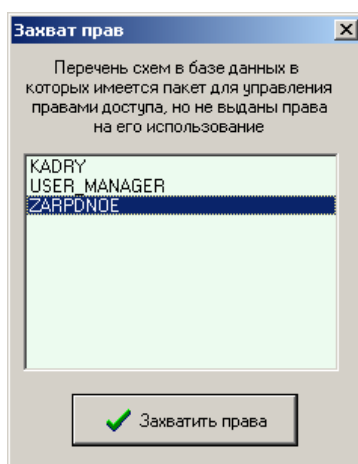 Захват прав
Перечень схем в базе данных в
которых имеется пакет для управления
правами доступа, но не выданы права
на его использование
KADRY
USER_MANAGER
ZARPDNOE
Захватить права